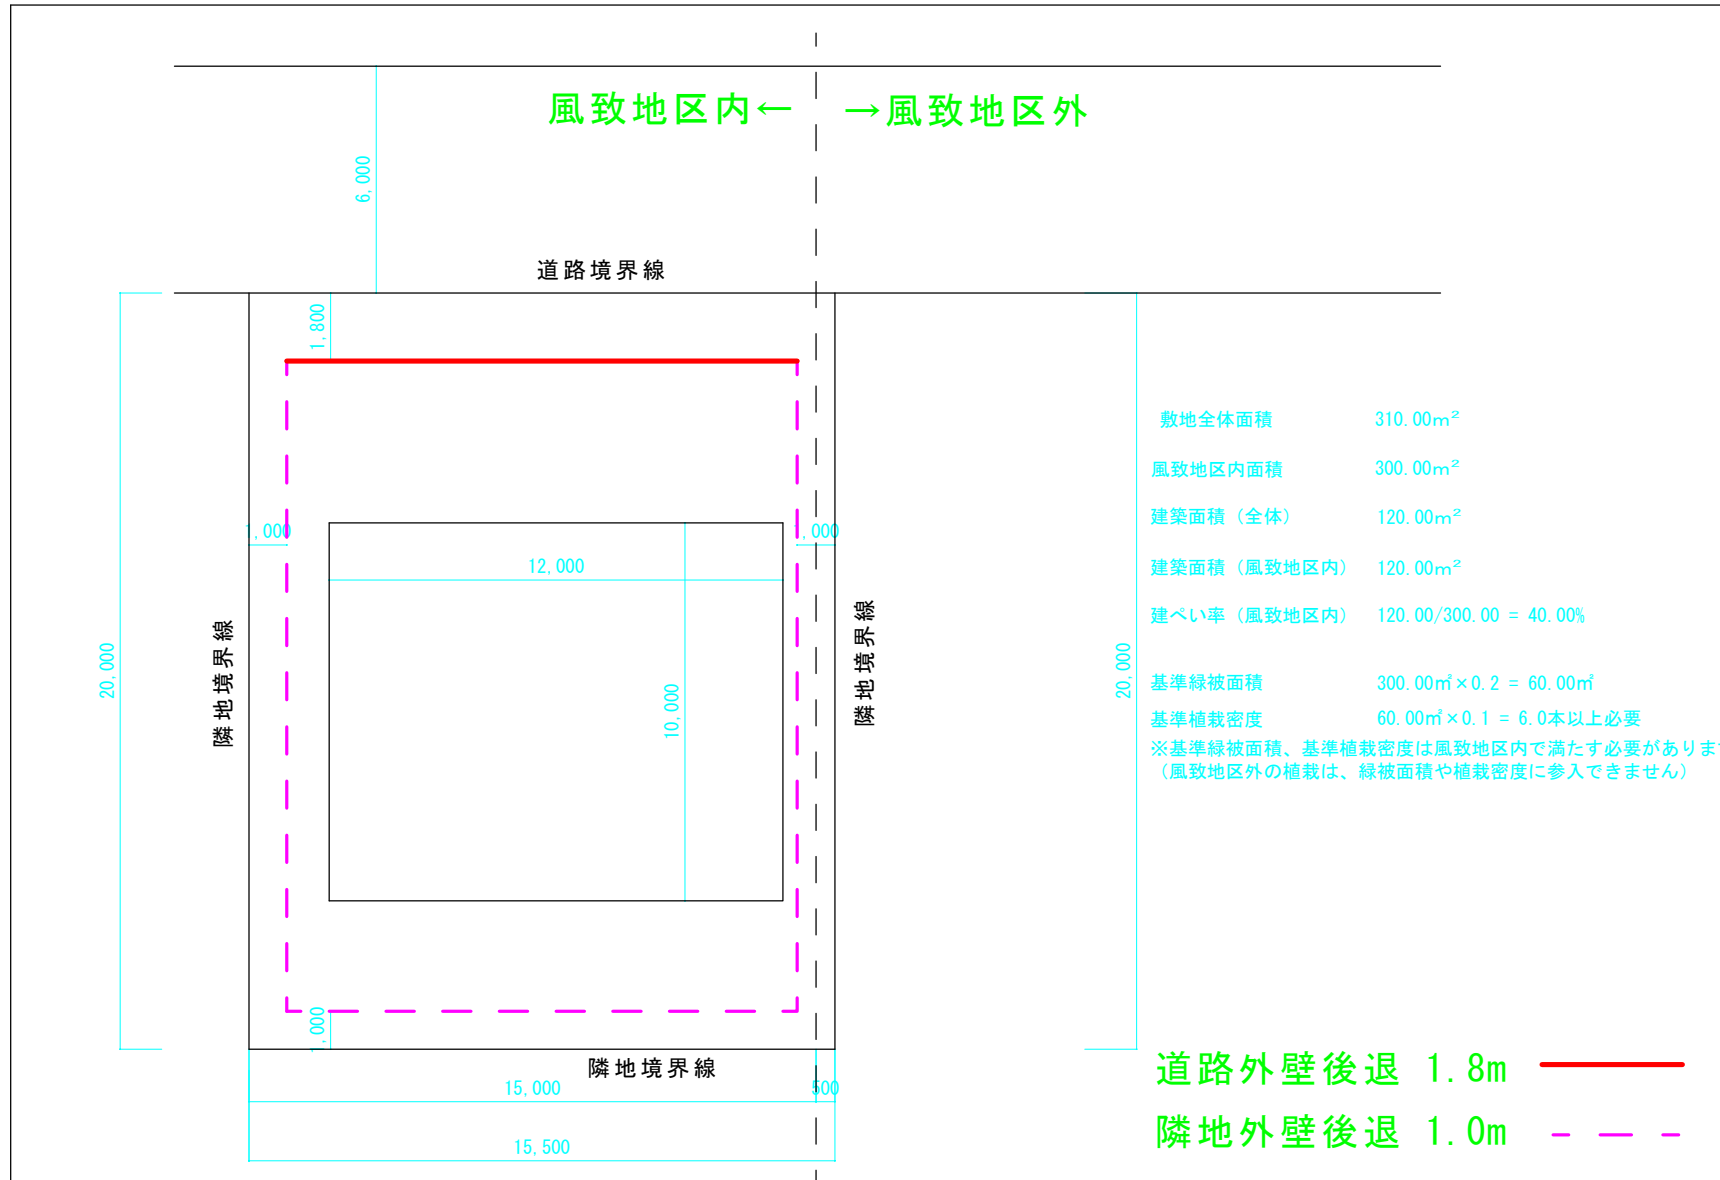 風致地区内← →風致地区外
6,000
道路境界線
1,800
敷地全体面積 310.00m²
風致地区内面積 300.00m²
建築面積（全体） 120.00m²
1,000
,000
建築面積（風致地区内） 120.00m²
12,000
建ぺい率（風致地区内） 120.00/300.00 = 40.00%
隣地境界線
隣地境界線
20,000
10,000
20,000
基準緑被面積 300.00㎡×0.2 = 60.00㎡
基準植栽密度 60.00㎡×0.1 = 6.0本以上必要
※基準緑被面積、基準植栽密度は風致地区内で満たす必要がありま
（風致地区外の植栽は、緑被面積や植栽密度に参入できません）
1,000
隣地境界線
道路外壁後退 1.8m
15,000
500
隣地外壁後退 1.0m
15,500